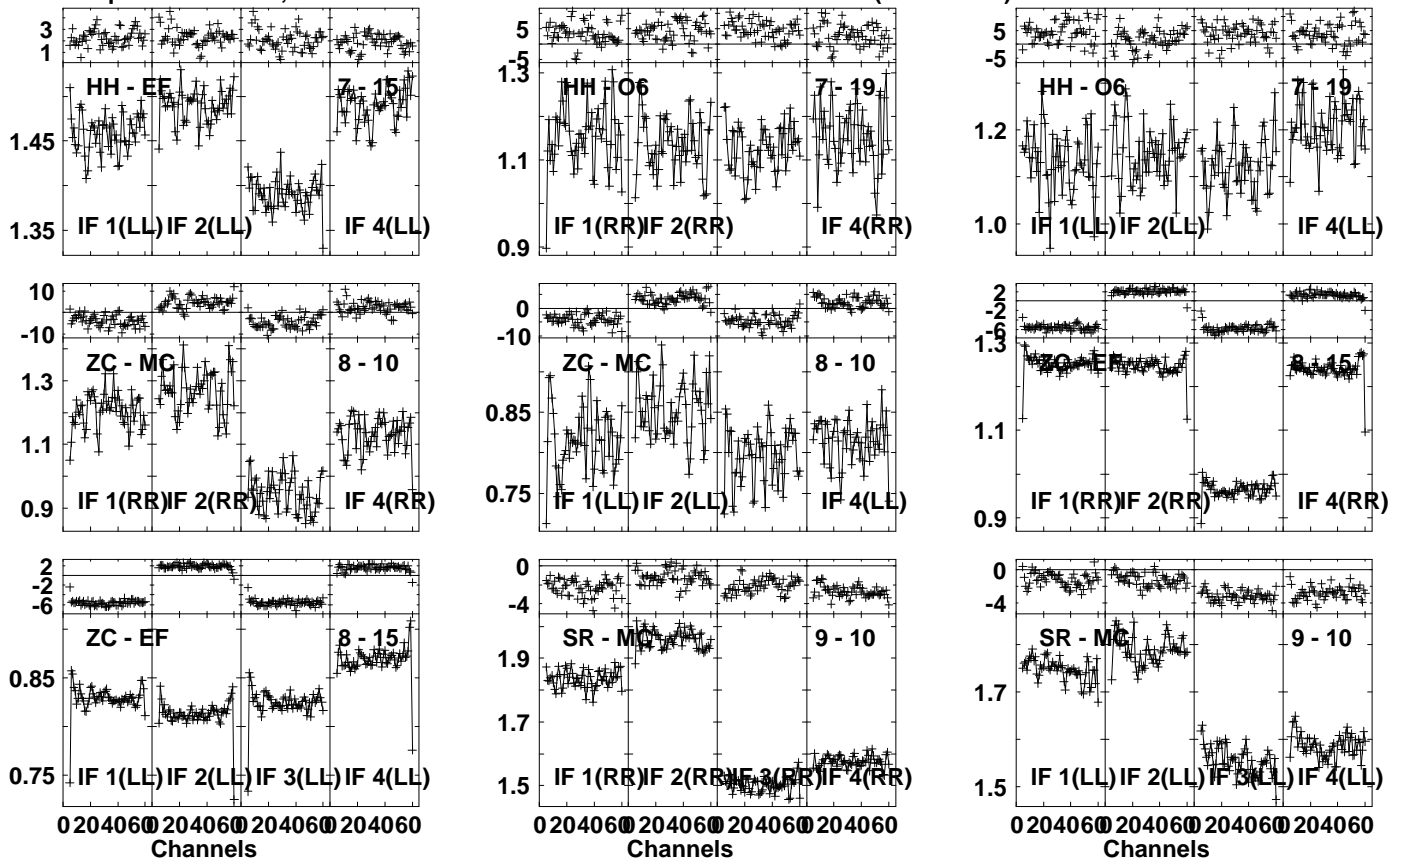 3
1
HH - EF
7 - 15
1.45
1.35
IF 1(LL)
IF 2(LL)
IF 4(LL)
5
-5
1.3
HH - O6
7 - 19
1.1
0.9
IF 1(RR)
IF 2(RR)
IF 4(RR)
5
-5
HH - O6
7 - 19
1.2
1.0
IF 1(LL)
IF 2(LL)
IF 4(LL)
10
-10
ZC - MC
8 - 10
1.3
1.1
0.9
IF 1(RR)
IF 2(RR)
IF 4(RR)
0
-10
ZC - MC
8 - 10
0.85
0.75
IF 1(LL)
IF 2(LL)
IF 4(LL)
2
-2
-6
1.3
ZC - EF
8 - 15
1.1
0.9
IF 1(RR)
IF 2(RR)
IF 4(RR)
2
-2
-6
ZC - EF
8 - 15
0.85
0.75
IF 1(LL)
IF 2(LL)
IF 3(LL)
IF 4(LL)
0 204060 0 204060 0 204060 0 204060
Channels
0
-4
SR - MC
9 - 10
1.9
1.7
1.5
IF 1(RR)
IF 2(RR)
IF 3(RR)
IF 4(RR)
0 204060 0 204060 0 204060 0 204060
Channels
0
-4
SR - MC
9 - 10
1.7
1.5
IF 1(LL)
IF 2(LL)
IF 3(LL)
IF 4(LL)
0 204060 0 204060 0 204060 0 204060
Channels